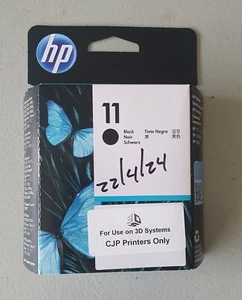 hp
11
Black
Noir
Schwarz
Tinta Negra
22/4/24
For Use on 3D Systems
CJP Printers Only